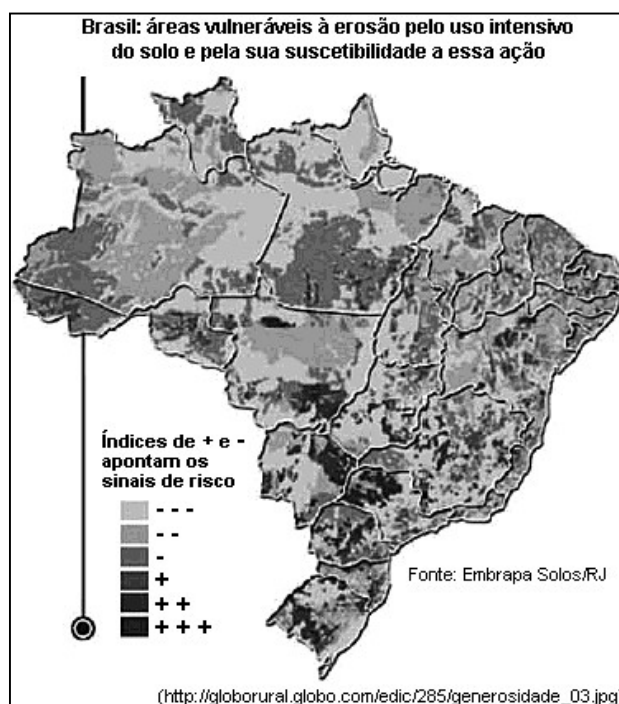 Brasil: áreas vulneráveis à erosão pelo uso intensivo
do solo e pela sua suscetibilidade a essa ação
Índices de + e -
apontam os
sinais de risco
- - -
- -
-
+
+ +
+ + +
Fonte: Embrapa Solos/RJ
(http://globorural.globo.com/edic/285/generosidade_03.jpg)